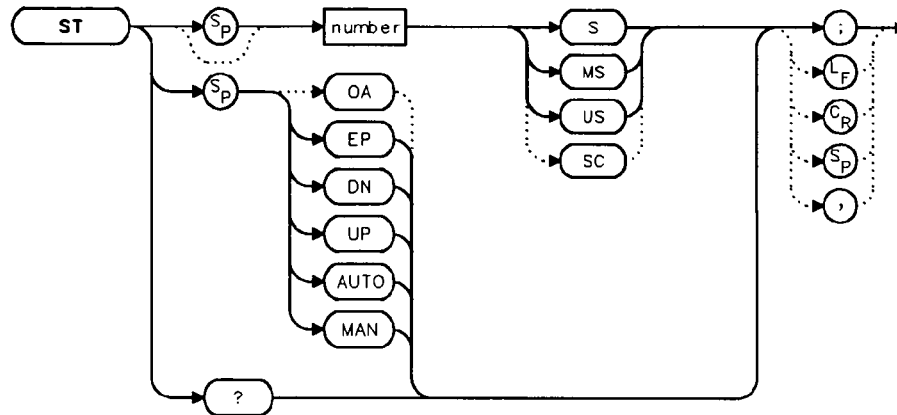 ST
SP
number
S
MS
US
SC
;
LF
CR
SP
,
SP
OA
EP
DN
UP
AUTO
MAN
?